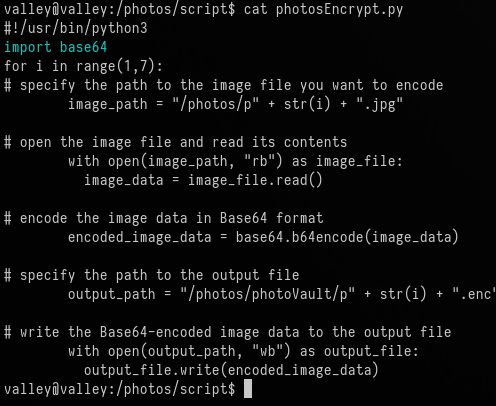 valley@valley:/photos/script$ cat photosEncrypt.py
#!/usr/bin/python3
import base64
for i in range(1,7):
# specify the path to the image file you want to encode
        image_path = "/photos/p" + str(i) + ".jpg"

# open the image file and read its contents
        with open(image_path, "rb") as image_file:
          image_data = image_file.read()

# encode the image data in Base64 format
        encoded_image_data = base64.b64encode(image_data)

# specify the path to the output file
        output_path = "/photos/photoVault/p" + str(i) + ".enc"

# write the Base64-encoded image data to the output file
        with open(output_path, "wb") as output_file:
          output_file.write(encoded_image_data)
valley@valley:/photos/script$